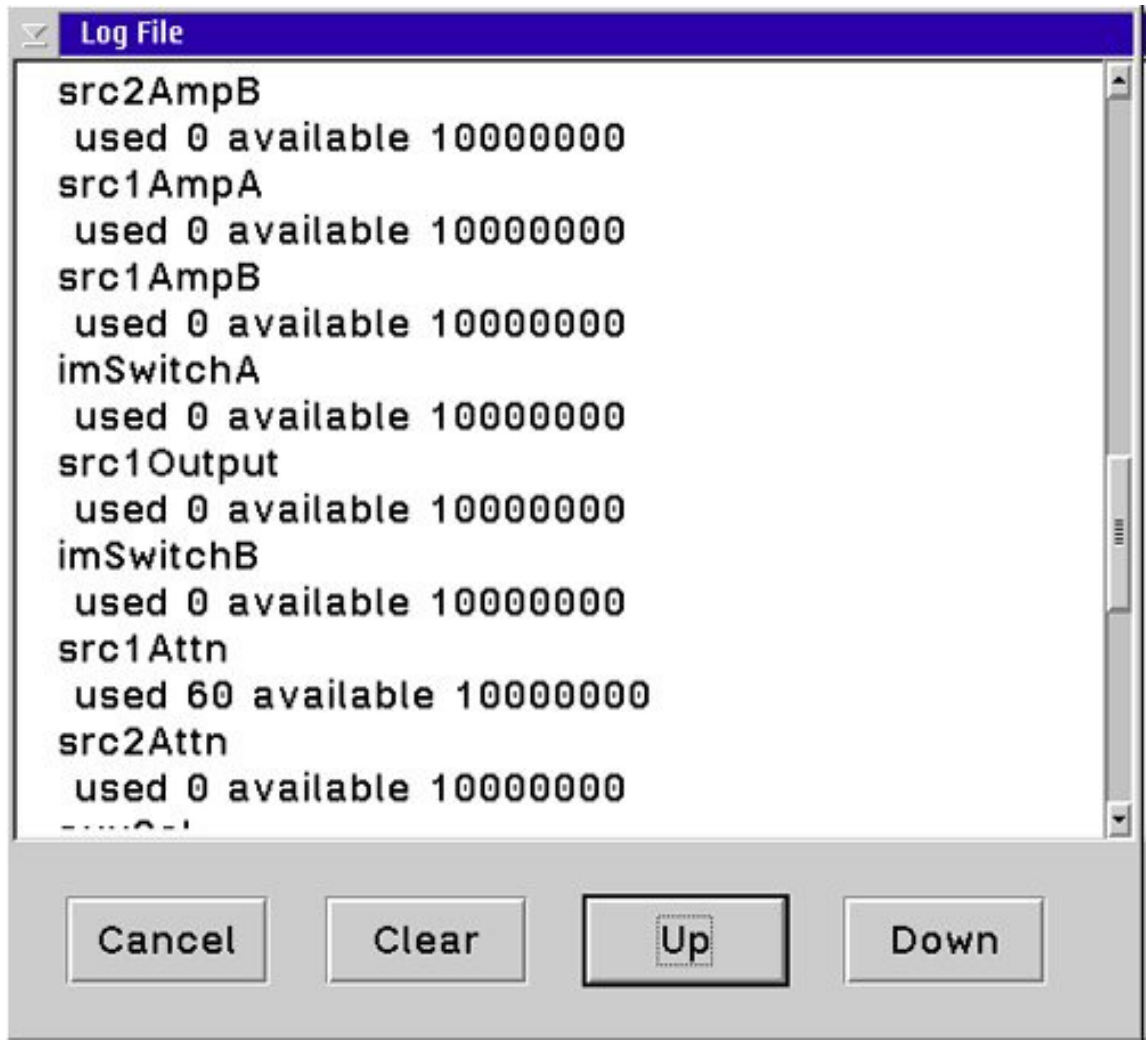 Log File
src2AmpB
used 0 available 10000000
src1AmpA
used 0 available 10000000
src1AmpB
used 0 available 10000000
imSwitchA
used 0 available 10000000
src1Output
used 0 available 10000000
imSwitchB
used 0 available 10000000
src1Attn
used 60 available 10000000
src2Attn
used 0 available 10000000
Cancel
Clear
Up
Down